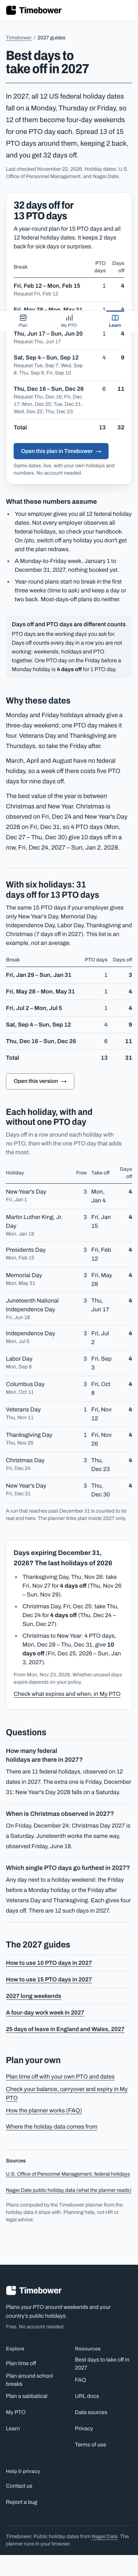 Timebower
Timebower / 2027 guides
Best days to
take off in 2027
In 2027, all 12 US federal holiday dates
fall on a Monday, Thursday or Friday, so
12 of them become four-day weekends
with one PTO day each. Spread 13 of 15
PTO days around them, keeping 2 back,
and you get 32 days off.
Last checked November 22, 2026. Holiday dates: U.S.
Office of Personnel Management, and Nager.Date.
32 days off for
13 PTO days
A year-round plan for 15 PTO days and all
12 federal Holiday dates. It keeps 2 days
back for sick days or surprises.
Break PTO days Days off
Fri, Feb 12 – Mon, Feb 15 1 4
Request Fri, Feb 12
Plan My PTO Learn
Thu, Jun 17 – Sun, Jun 20 1 4
Request Thu, Jun 17
Sat, Sep 4 – Sun, Sep 12 4 9
Request Tue, Sep 7; Wed, Sep
8; Thu, Sep 9; Fri, Sep 10
Thu, Dec 16 – Sun, Dec 26 6 11
Request Thu, Dec 16; Fri, Dec
17; Mon, Dec 20; Tue, Dec 21;
Wed, Dec 22; Thu, Dec 23
Total 13 32
Open this plan in Timebower →
Same dates, live, with your own holidays and
numbers. No account needed.
What these numbers assume
Your employer gives you all 12 federal holiday
dates. Many do not, so check your handbook.
On /pto, switch off any holiday you do not get
and the plan redraws.
A Monday-to-Friday week, January 1 to
December 31, 2027, nothing booked yet.
Year-round plans take one break in the first
three weeks (time to ask) and keep a day or
two back. Most-days-off plans do neither.
Days off and PTO days are different counts
PTO days are the working days you ask for.
Days off count every day in a row you are not
working: weekends, holidays and PTO
together. One PTO day on the Friday before a
Monday holiday is 4 days off for 1 PTO day.
Why these dates
Monday and Friday holidays already give a
three-day weekend; one PTO day makes it
four. Veterans Day and Thanksgiving are
Thursdays, so take the Friday after.
March, April and August have no federal
holiday, so a week off there costs five PTO
days for nine days off.
The best value of the year is between
Christmas and New Year. Christmas is
observed on Fri, Dec 24 and New Year's Day
2028 on Fri, Dec 31, so 4 PTO days (Mon,
Dec 27 – Thu, Dec 30) give 10 days off in a
row, Fri, Dec 24, 2027 – Sun, Jan 2, 2028.
With six holidays: 31
days off for 13 PTO days
The same 15 PTO days if your employer gives
only New Year's Day, Memorial Day,
Independence Day, Labor Day, Thanksgiving and
Christmas (7 days off in 2027). This list is an
example, not an average.
Break PTO days Days off
Fri, Jan 29 – Sun, Jan 31 1 3
Fri, May 28 – Mon, May 31 1 4
Fri, Jul 2 – Mon, Jul 5 1 4
Sat, Sep 4 – Sun, Sep 12 4 9
Thu, Dec 16 – Sun, Dec 26 6 11
Total 13 31
Open this version →
Each holiday, with and
without one PTO day
Days off in a row around each holiday with
no PTO, then with the one PTO day that adds
the most.
Holiday Free Take off Days off
New Year's Day 3 Mon, Jan 4 4
Fri, Jan 1
Martin Luther King, Jr. Day 3 Fri, Jan 15 4
Mon, Jan 18
Presidents Day 3 Fri, Feb 12 4
Mon, Feb 15
Memorial Day 3 Fri, May 28 4
Mon, May 31
Juneteenth National Independence Day 3 Thu, Jun 17 4
Fri, Jun 18
Independence Day 3 Fri, Jul 2 4
Mon, Jul 5
Labor Day 3 Fri, Sep 3 4
Mon, Sep 6
Columbus Day 3 Fri, Oct 8 4
Mon, Oct 11
Veterans Day 1 Fri, Nov 12 4
Thu, Nov 11
Thanksgiving Day 1 Fri, Nov 26 4
Thu, Nov 25
Christmas Day 3 Thu, Dec 23 4
Fri, Dec 24
New Year's Day 3 Thu, Dec 30 4
Fri, Dec 31
A run that reaches past December 31 is counted to its
real end here. The planner links plan inside 2027 only.
Days expiring December 31,
2026? The last holidays of 2026
Thanksgiving Day, Thu, Nov 26: take
Fri, Nov 27 for 4 days off (Thu, Nov 26
– Sun, Nov 29).
Christmas Day, Fri, Dec 25: take Thu,
Dec 24 for 4 days off (Thu, Dec 24 –
Sun, Dec 27).
Christmas to New Year: 4 PTO days,
Mon, Dec 28 – Thu, Dec 31, give 10
days off (Fri, Dec 25, 2026 – Sun, Jan
3, 2027).
From Mon, Nov 23, 2026. Whether unused days
expire depends on your policy.
Check what expires and when, in My PTO
Questions
How many federal
holidays are there in 2027?
There are 11 federal holidays, observed on 12
dates in 2027. The extra one is Friday, December
31: New Year's Day 2028 falls on a Saturday.
When is Christmas observed in 2027?
On Friday, December 24: Christmas Day 2027 is
a Saturday. Juneteenth works the same way,
observed Friday, June 18.
Which single PTO days go furthest in 2027?
Any day next to a holiday weekend: the Friday
before a Monday holiday, or the Friday after
Veterans Day and Thanksgiving. Each gives four
days off. There are 12 such days in 2027.
The 2027 guides
How to use 10 PTO days in 2027
How to use 15 PTO days in 2027
2027 long weekends
A four-day work week in 2027
25 days of leave in England and Wales, 2027
Plan your own
Plan time off with your own PTO and dates
Check your balance, carryover and expiry in My
PTO
How the planner works (FAQ)
Where the holiday data comes from
Sources
U.S. Office of Personnel Management, federal holidays
Nager.Date public holiday data (what the planner reads)
Plans computed by the Timebower planner from the
holiday data it ships with. Planning help, not HR or
legal advice.
Timebower
Plans your PTO around weekends and your
country's public holidays.
Free. No account needed.
Explore
Plan time off
Plan around school
breaks
Plan a sabbatical
My PTO
Learn
Resources
Best days to take off in
2027
FAQ
URL docs
Data sources
Privacy
Terms of use
Help & privacy
Contact us
Report a bug
Timebower. Public holiday dates from Nager.Date. The
planner runs in your browser.